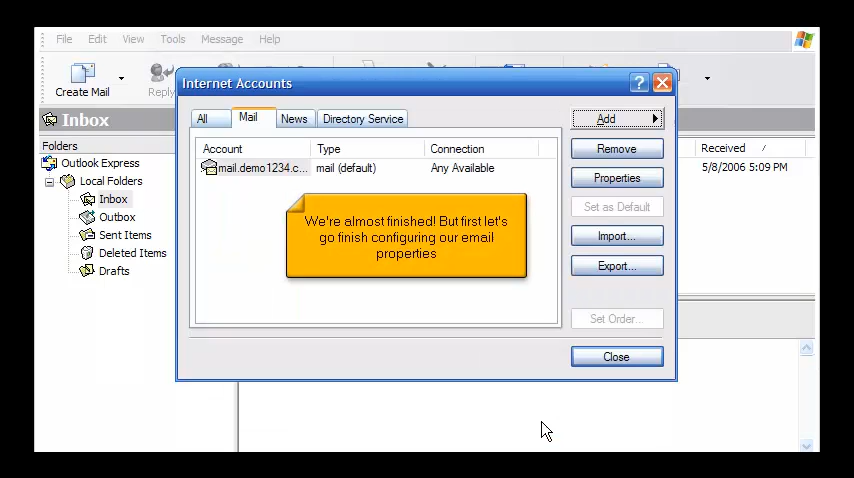 File Edit View Tools Message Help
Create Mail
Inbox
Folders
Outlook Express
Local Folders
Inbox
Outbox
Sent Items
Deleted Items
Drafts
Received
5/8/2006 5:09 PM
Internet Accounts
All Mail News Directory Service
Account Type Connection
mail.demo1234.c... mail (default) Any Available
We're almost finished! But first let's
go finish configuring our email
properties
Add
Remove
Properties
Set as Default
Import...
Export...
Set Order...
Close